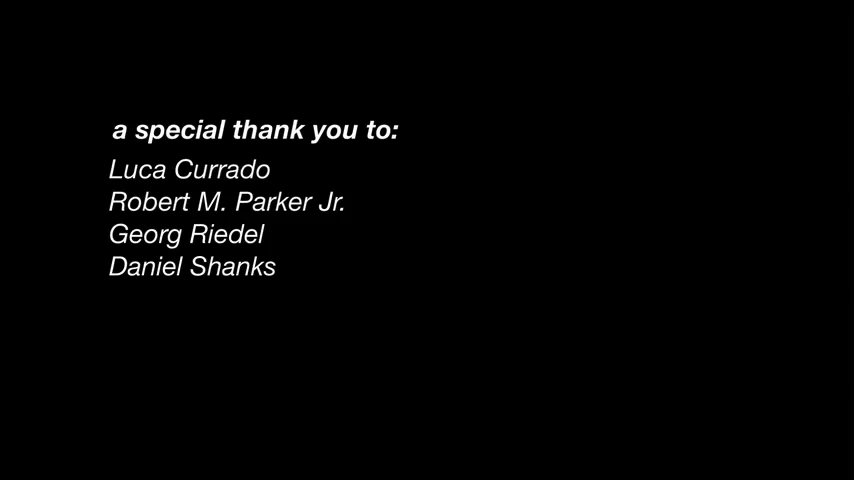 a special thank you to:
Luca Currado
Robert M. Parker Jr.
Georg Riedel
Daniel Shanks